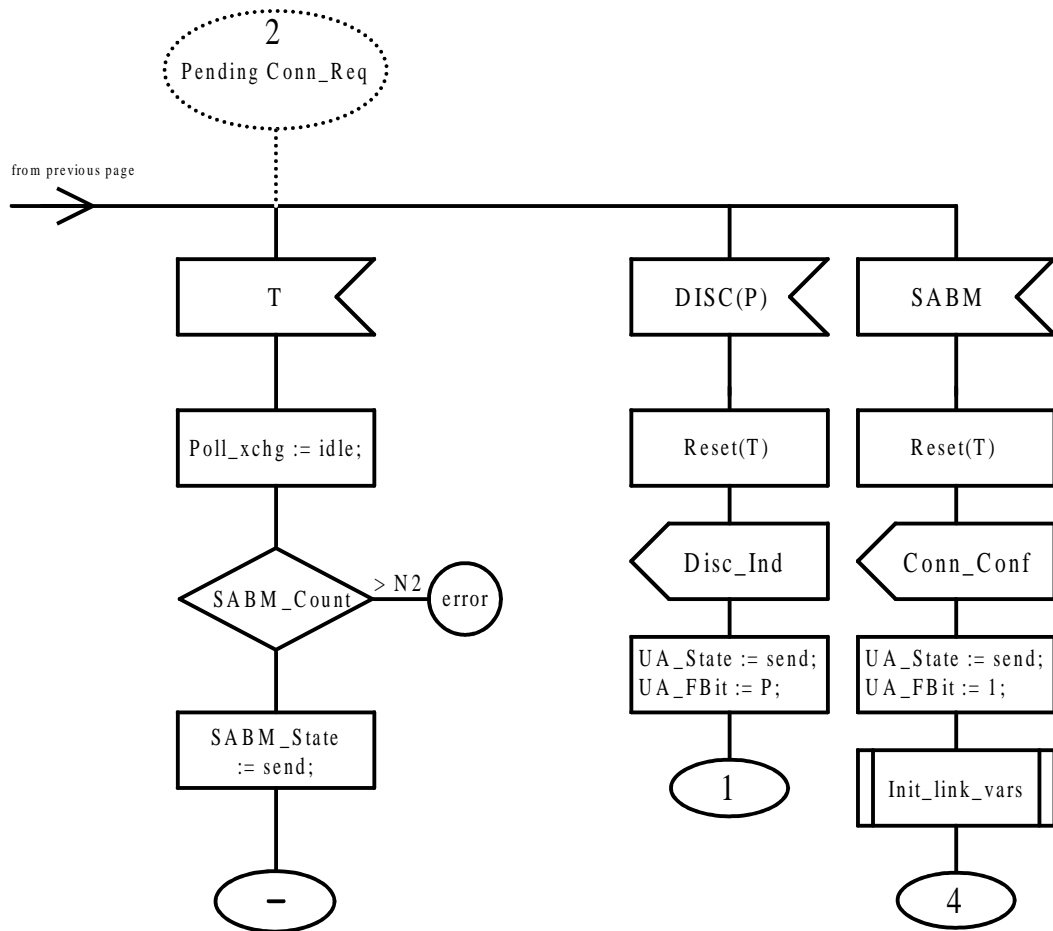 2
Pending Conn_Req
from previous page
T
DISC(P)
SABM
Poll_xchg := idle;
Reset(T)
Reset(T)
Disc_Ind
Conn_Conf
SABM_Count
> N2
error
UA_State := send;
UA_FBit := P;
UA_State := send;
UA_FBit := 1;
SABM_State
:= send;
1
Init_link_vars
-
4